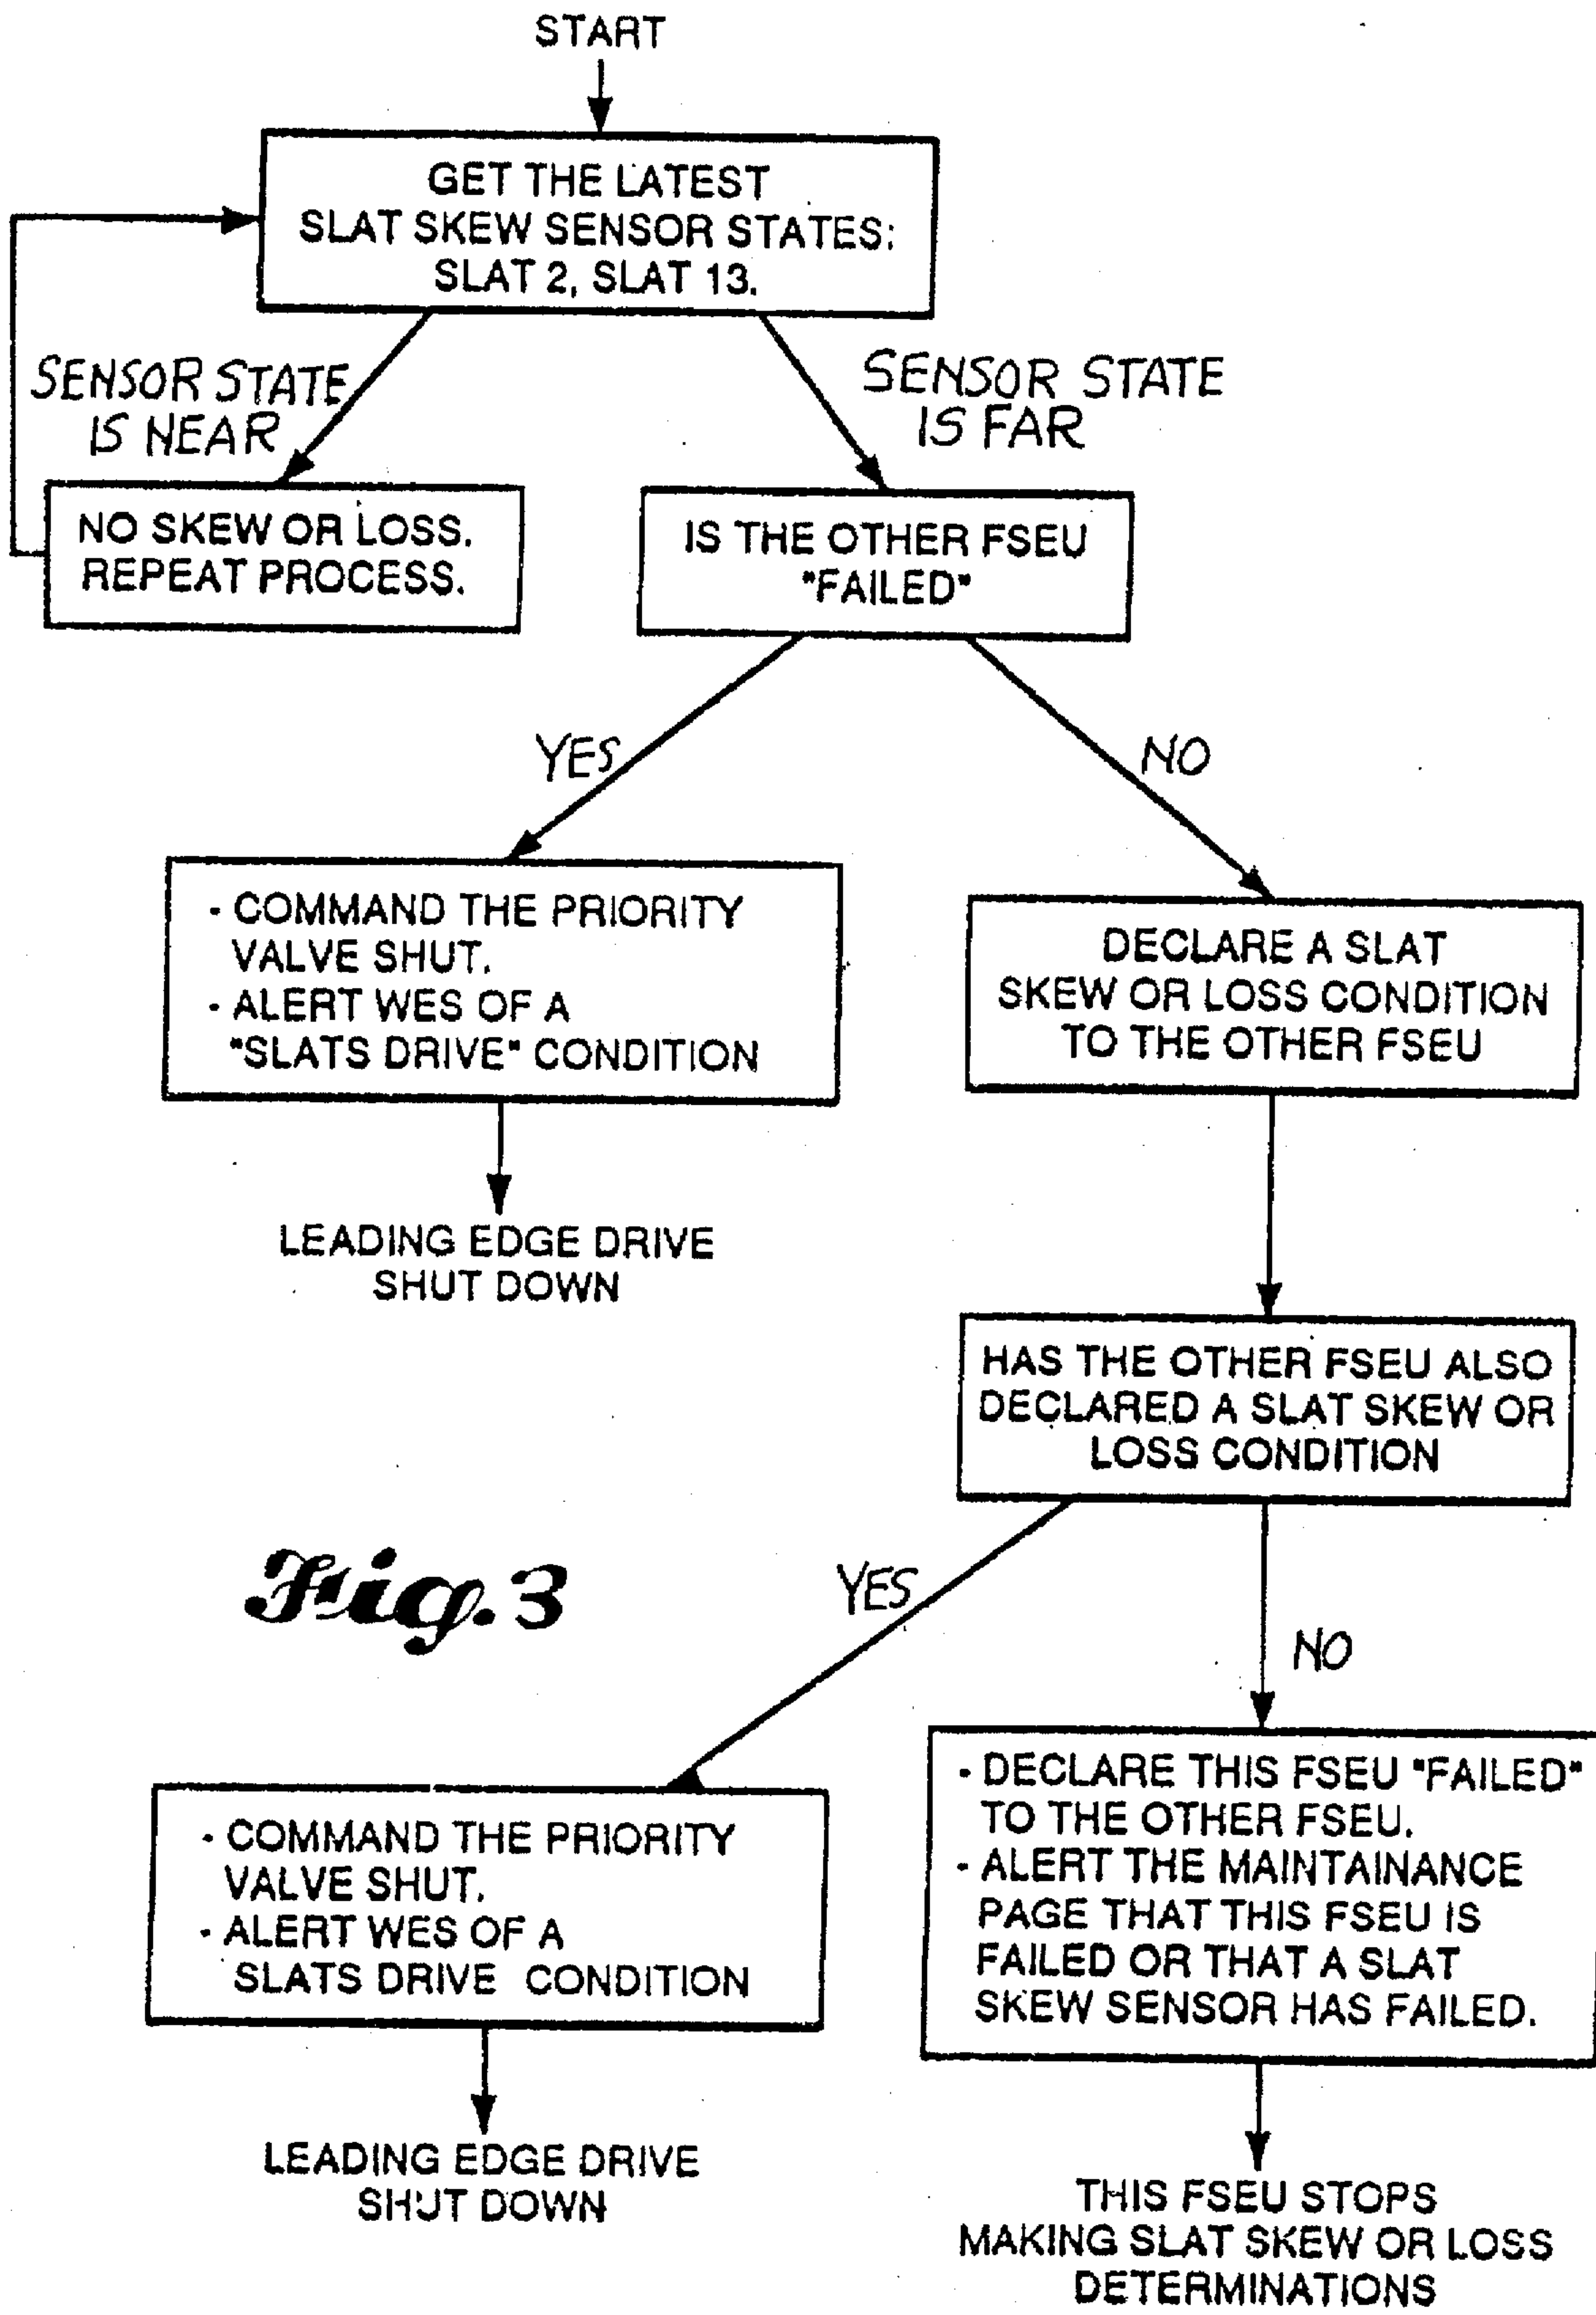 START
GET THE LATEST
SLAT SKEW SENSOR STATES:
SLAT 2, SLAT 13.
SENSOR STATE
IS NEAR
SENSOR STATE
IS FAR
NO SKEW OR LOSS.
REPEAT PROCESS.
IS THE OTHER FSEU
"FAILED"
YES
NO
- COMMAND THE PRIORITY
VALVE SHUT.
- ALERT WES OF A
"SLATS DRIVE" CONDITION
DECLARE A SLAT
SKEW OR LOSS CONDITION
TO THE OTHER FSEU
LEADING EDGE DRIVE
SHUT DOWN
HAS THE OTHER FSEU ALSO
DECLARED A SLAT SKEW OR
LOSS CONDITION
Fig. 3
YES
NO
- COMMAND THE PRIORITY
VALVE SHUT.
- ALERT WES OF A
SLATS DRIVE CONDITION
- DECLARE THIS FSEU "FAILED"
TO THE OTHER FSEU.
- ALERT THE MAINTAINANCE
PAGE THAT THIS FSEU IS
FAILED OR THAT A SLAT
SKEW SENSOR HAS FAILED.
LEADING EDGE DRIVE
SHUT DOWN
THIS FSEU STOPS
MAKING SLAT SKEW OR LOSS
DETERMINATIONS